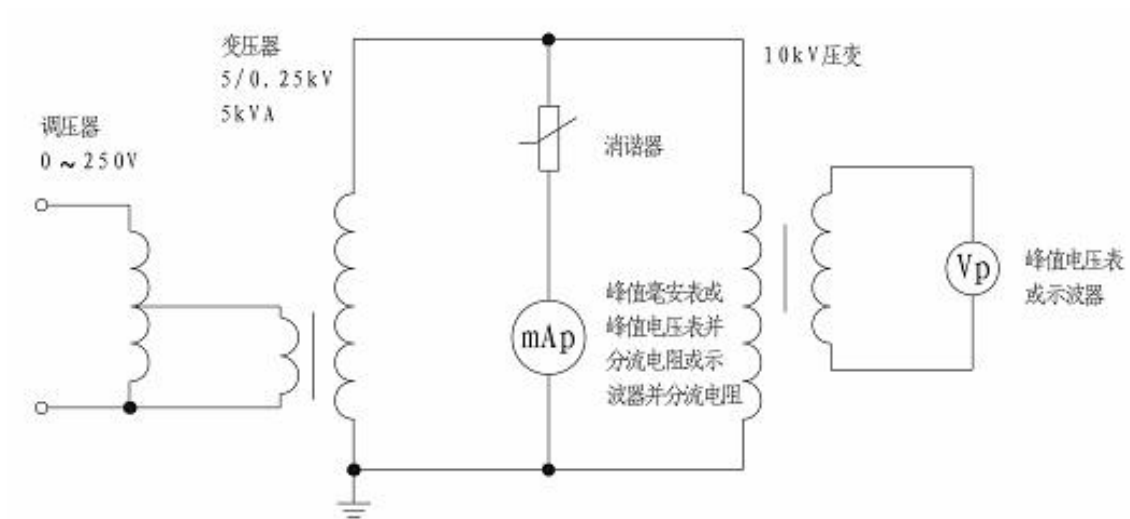 变压器
5/0.25kV
5kVA
10kV压变
调压器
0~250V
消谐器
峰值毫安表或
峰值电压表并
分流电阻或示
波器并分流电阻
mAp
Vp
峰值电压表
或示波器